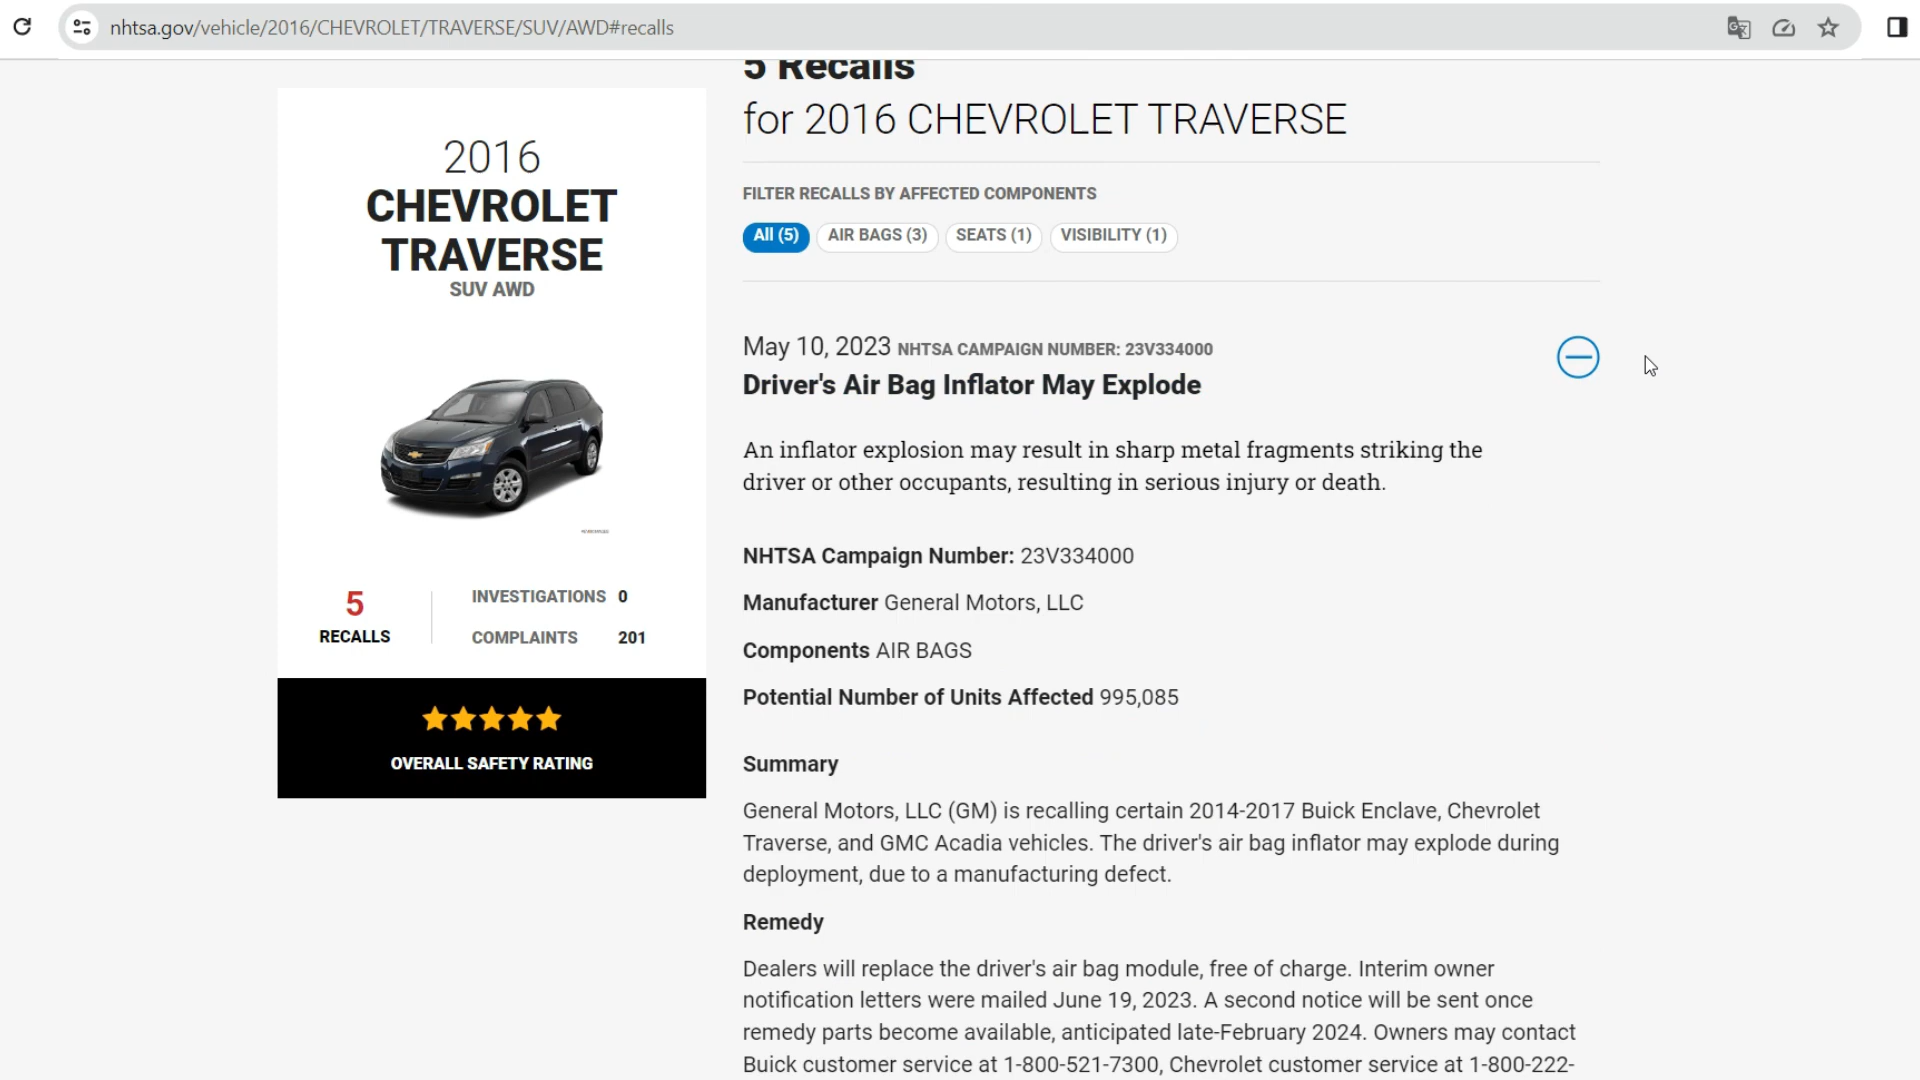 nhtsa.gov/vehicle/2016/CHEVROLET/TRAVERSE/SUV/AWD#recalls
2016
CHEVROLET
TRAVERSE
SUV AWD
5
RECALLS
INVESTIGATIONS 0
COMPLAINTS 201
OVERALL SAFETY RATING
5 Recalls
for 2016 CHEVROLET TRAVERSE
FILTER RECALLS BY AFFECTED COMPONENTS
All (5) AIR BAGS (3) SEATS (1) VISIBILITY (1)
May 10, 2023 NHTSA CAMPAIGN NUMBER: 23V334000
Driver's Air Bag Inflator May Explode
An inflator explosion may result in sharp metal fragments striking the
driver or other occupants, resulting in serious injury or death.
NHTSA Campaign Number: 23V334000
Manufacturer General Motors, LLC
Components AIR BAGS
Potential Number of Units Affected 995,085
Summary
General Motors, LLC (GM) is recalling certain 2014-2017 Buick Enclave, Chevrolet
Traverse, and GMC Acadia vehicles. The driver's air bag inflator may explode during
deployment, due to a manufacturing defect.
Remedy
Dealers will replace the driver's air bag module, free of charge. Interim owner
notification letters were mailed June 19, 2023. A second notice will be sent once
remedy parts become available, anticipated late-February 2024. Owners may contact
Buick customer service at 1-800-521-7300, Chevrolet customer service at 1-800-222-